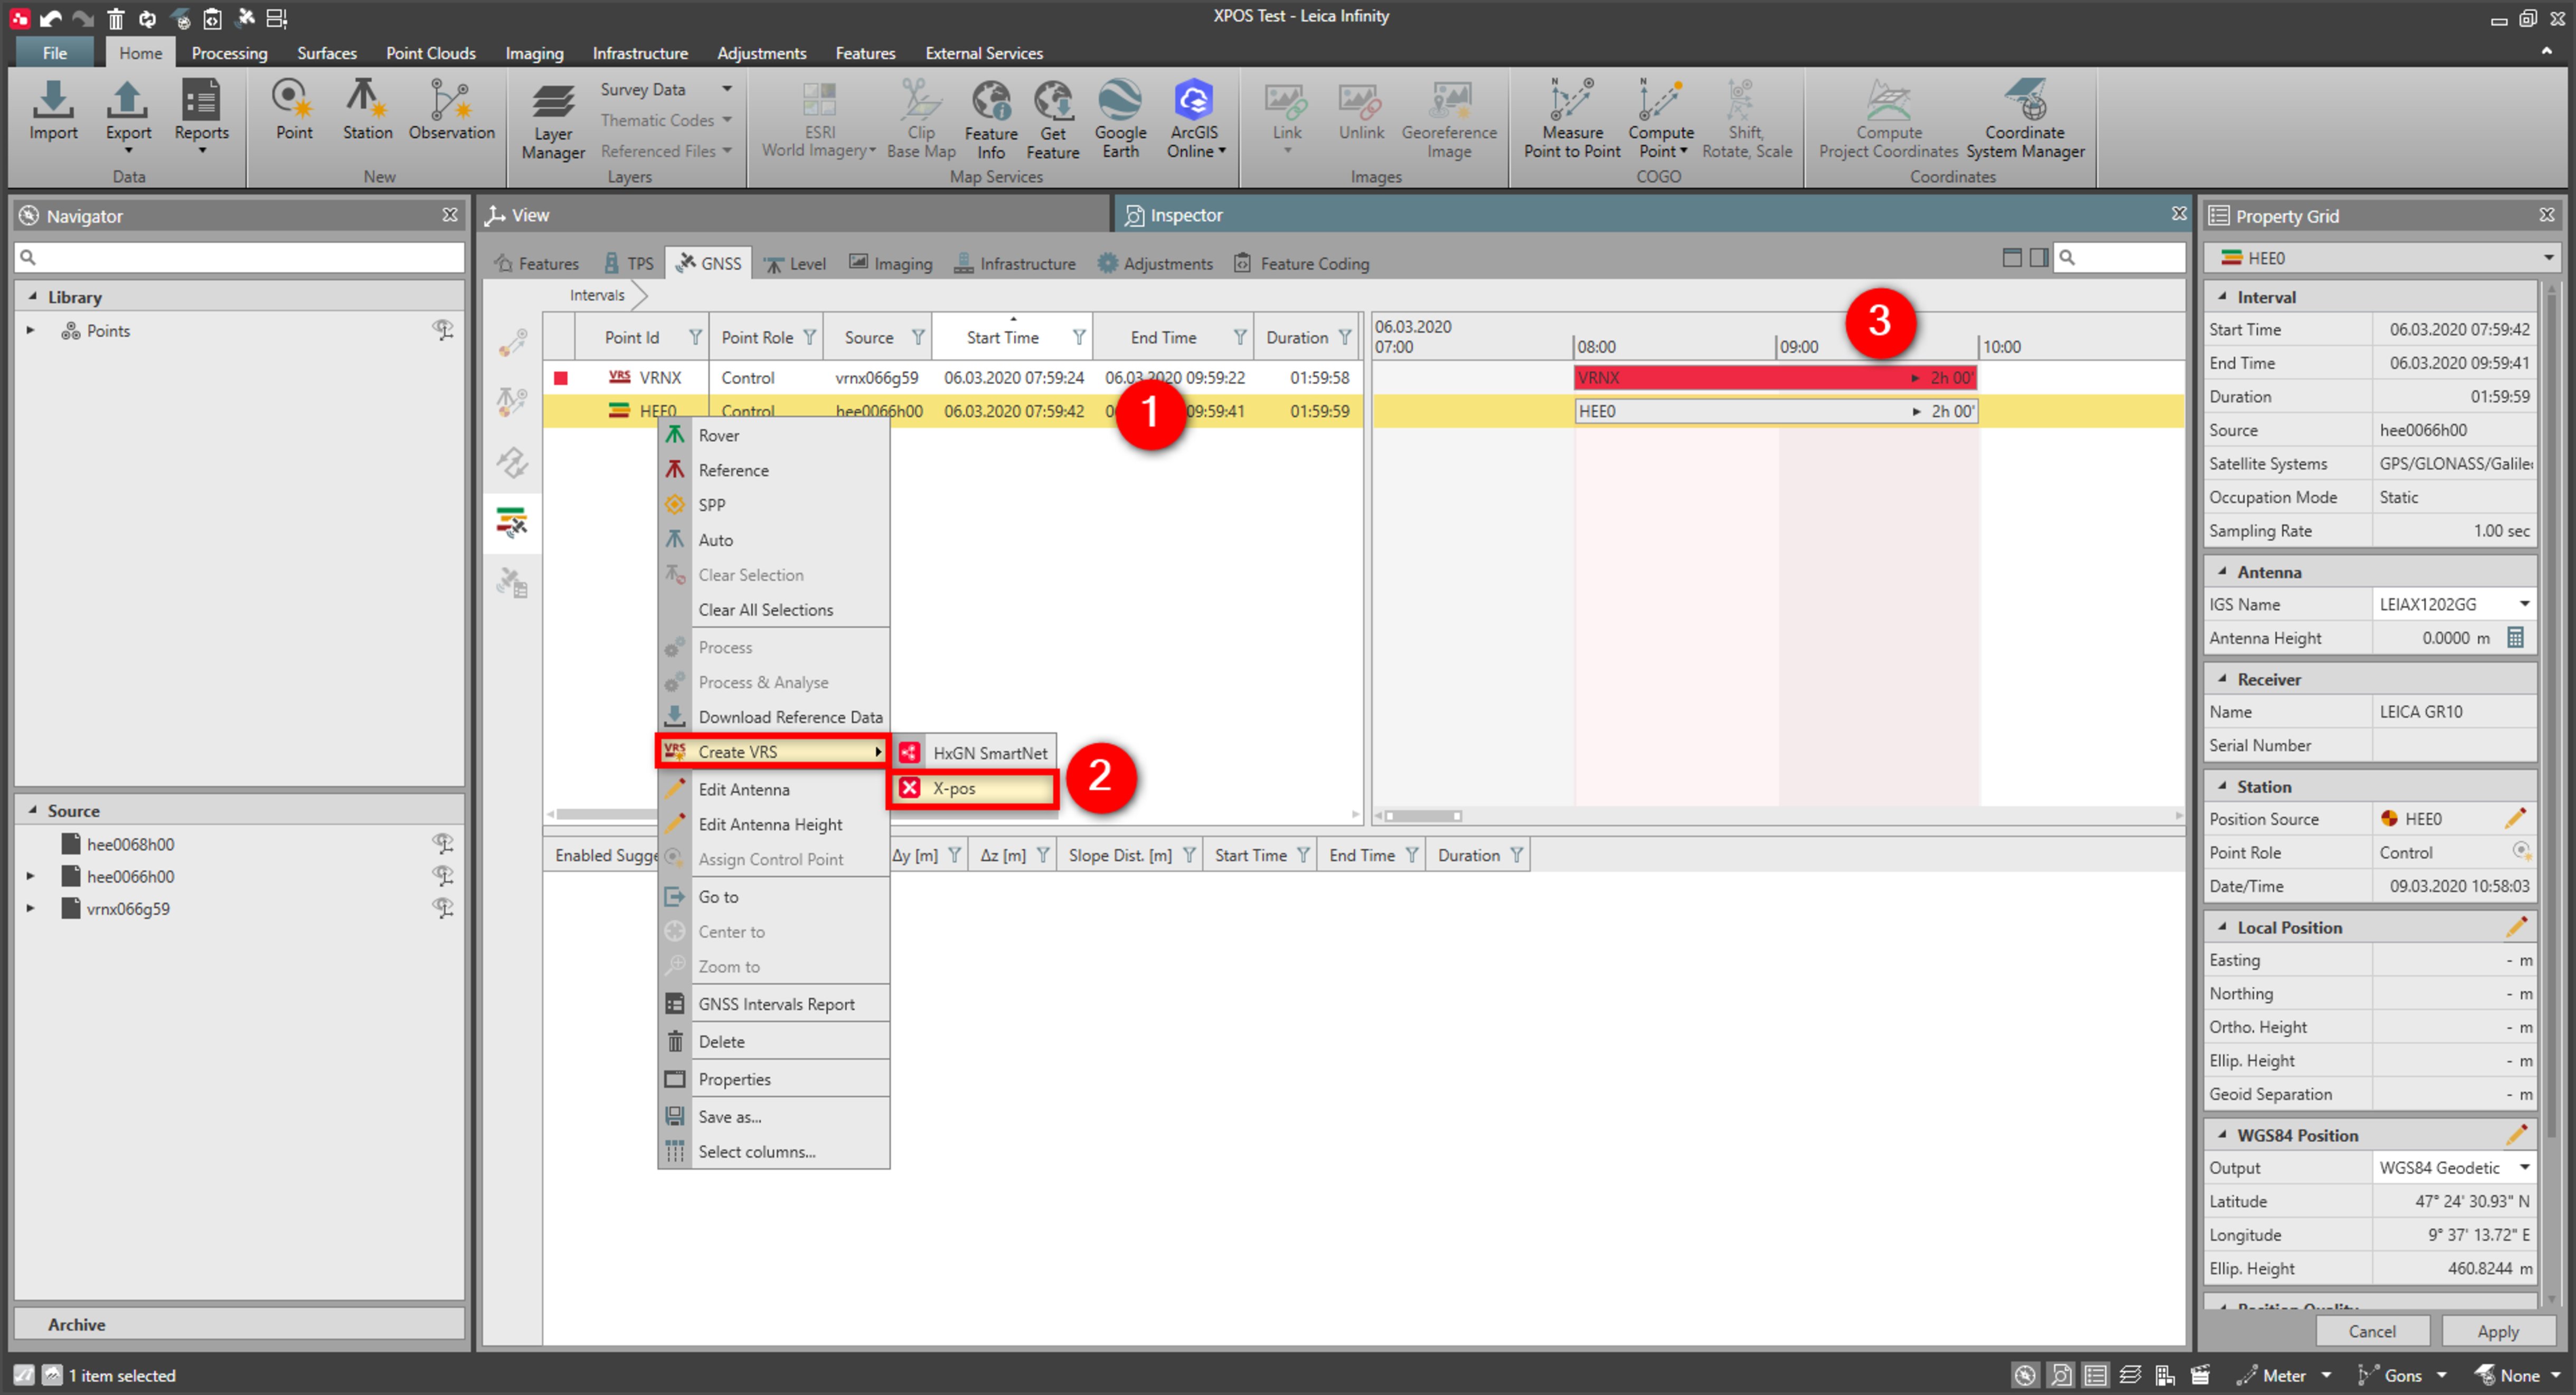 XPOS Test - Leica Infinity
File Home Processing Surfaces Point Clouds Imaging Infrastructure Adjustments Features External Services
Import Export Reports
Data
Point Station Observation
New
Layer Manager
Survey Data
Thematic Codes
Referenced Files
Layers
ESRI World Imagery
Clip Base Map
Feature Info
Get Feature
Google Earth
ArcGIS Online
Map Services
Link Unlink
Georeference Image
Images
Measure Point to Point
Compute Point
Shift, Rotate, Scale
COGO
Compute Project Coordinates
Coordinate System Manager
Coordinates
Navigator
Library
Points
Source
hee0068h00
hee0066h00
vrnx066g59
Archive
View
Inspector
Features TPS GNSS Level Imaging Infrastructure Adjustments Feature Coding
Intervals
Point Id Point Role Source Start Time End Time Duration
VRS VRNX Control vrnx066g59 06.03.2020 07:59:24 06.03.2020 09:59:22 01:59:58
HEE0 Control hee0066h00 06.03.2020 07:59:42 09:59:41 01:59:59
1
06.03.2020
07:00 08:00 09:00 10:00
3
VRNX 2h 00'
HEE0 2h 00'
Rover
Reference
SPP
Auto
Clear Selection
Clear All Selections
Process
Process & Analyse
Download Reference Data
VRS Create VRS
HxGN SmartNet
X-pos
2
Edit Antenna
Edit Antenna Height
Assign Control Point
Go to
Center to
Zoom to
GNSS Intervals Report
Delete
Properties
Save as...
Select columns...
Enabled Δy [m] Δz [m] Slope Dist. [m] Start Time End Time Duration
Property Grid
HEE0
Interval
Start Time 06.03.2020 07:59:42
End Time 06.03.2020 09:59:41
Duration 01:59:59
Source hee0066h00
Satellite Systems GPS/GLONASS/Galile
Occupation Mode Static
Sampling Rate 1.00 sec
Antenna
IGS Name LEIAX1202GG
Antenna Height 0.0000 m
Receiver
Name LEICA GR10
Serial Number
Station
Position Source HEE0
Point Role Control
Date/Time 09.03.2020 10:58:03
Local Position
Easting - m
Northing - m
Ortho. Height - m
Ellip. Height - m
Geoid Separation - m
WGS84 Position
Output WGS84 Geodetic
Latitude 47° 24' 30.93" N
Longitude 9° 37' 13.72" E
Ellip. Height 460.8244 m
Cancel Apply
1 item selected
Meter Gons None